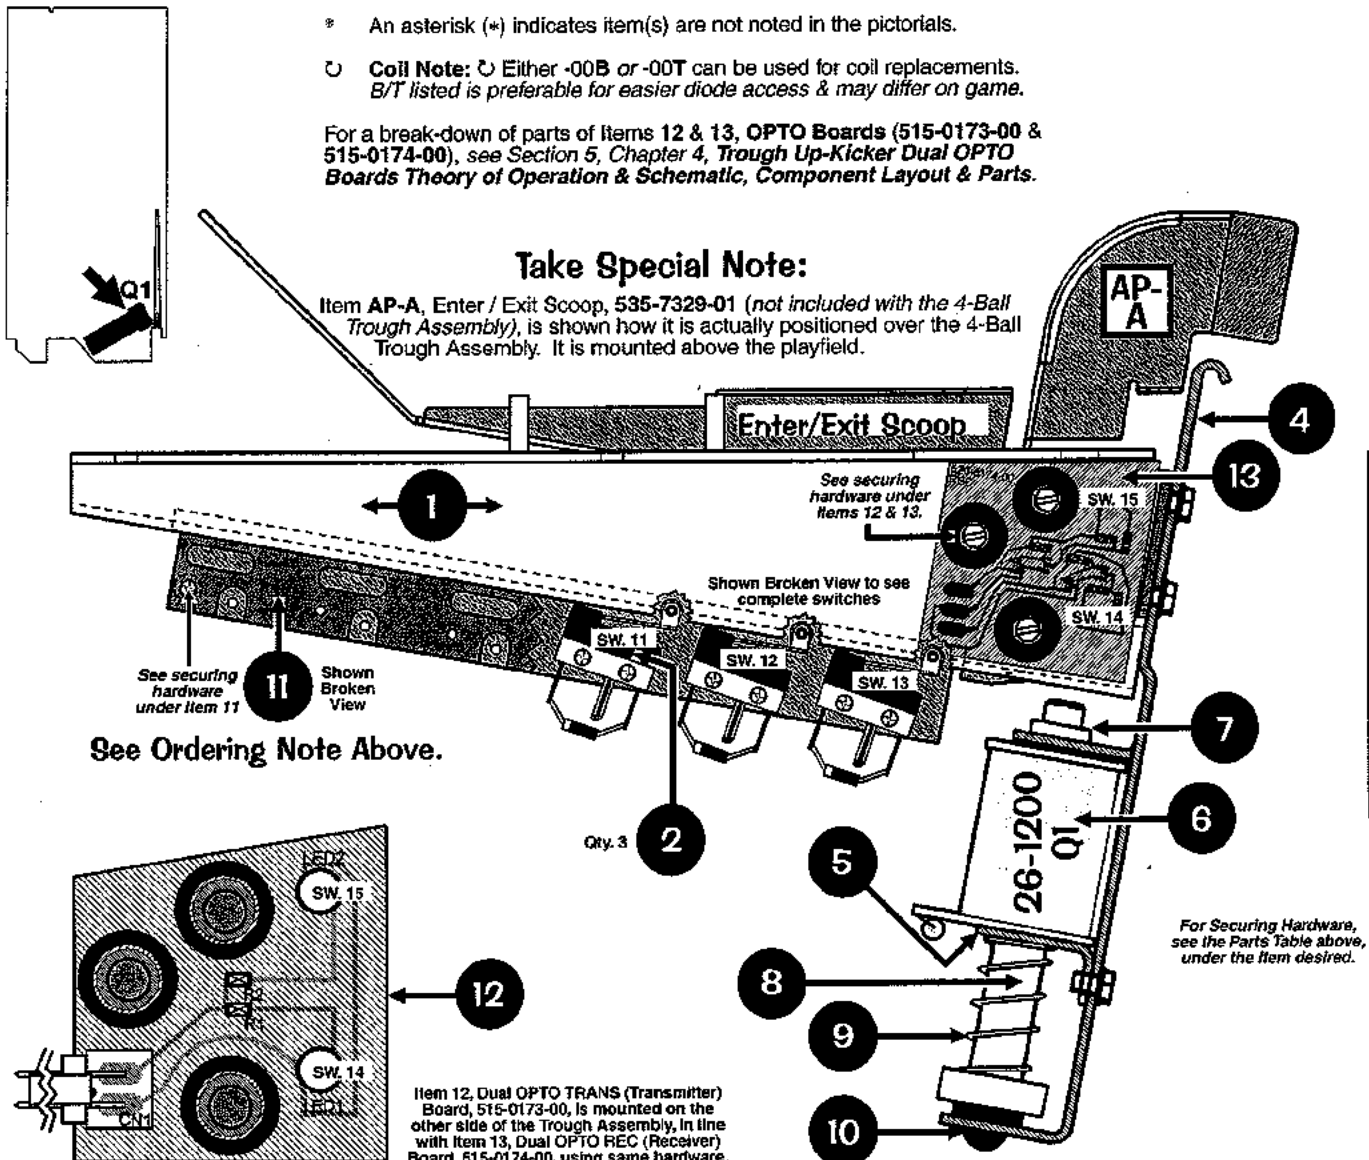 * An asterisk (*) indicates item(s) are not noted in the pictorials.
↻ Coil Note: ↻ Either -00B or -00T can be used for coil replacements.
B/T listed is preferable for easier diode access & may differ on game.
For a break-down of parts of Items 12 & 13, OPTO Boards (515-0173-00 &
515-0174-00), see Section 5, Chapter 4, Trough Up-Kicker Dual OPTO
Boards Theory of Operation & Schematic, Component Layout & Parts.
Q1
Take Special Note:
Item AP-A, Enter / Exit Scoop, 535-7329-01 (not included with the 4-Ball
Trough Assembly), is shown how it is actually positioned over the 4-Ball
Trough Assembly. It is mounted above the playfield.
AP-
A
Enter/Exit Scoop
4
13
1
See securing
hardware under
Items 12 & 13.
SW. 15
SW. 14
Shown Broken View to see
complete switches
SW. 11
SW. 12
SW. 13
See securing
hardware
under Item 11
11
Shown
Broken
View
See Ordering Note Above.
7
Qty. 3
2
26-1200
Q1
6
5
For Securing Hardware,
see the Parts Table above,
under the Item desired.
LED2
SW. 15
12
R1
SW. 14
LED1
CN1
8
9
10
Item 12, Dual OPTO TRANS (Transmitter)
Board, 515-0173-00, is mounted on the
other side of the Trough Assembly, in line
with Item 13, Dual OPTO REC (Receiver)
Board, 515-0174-00, using same hardware.